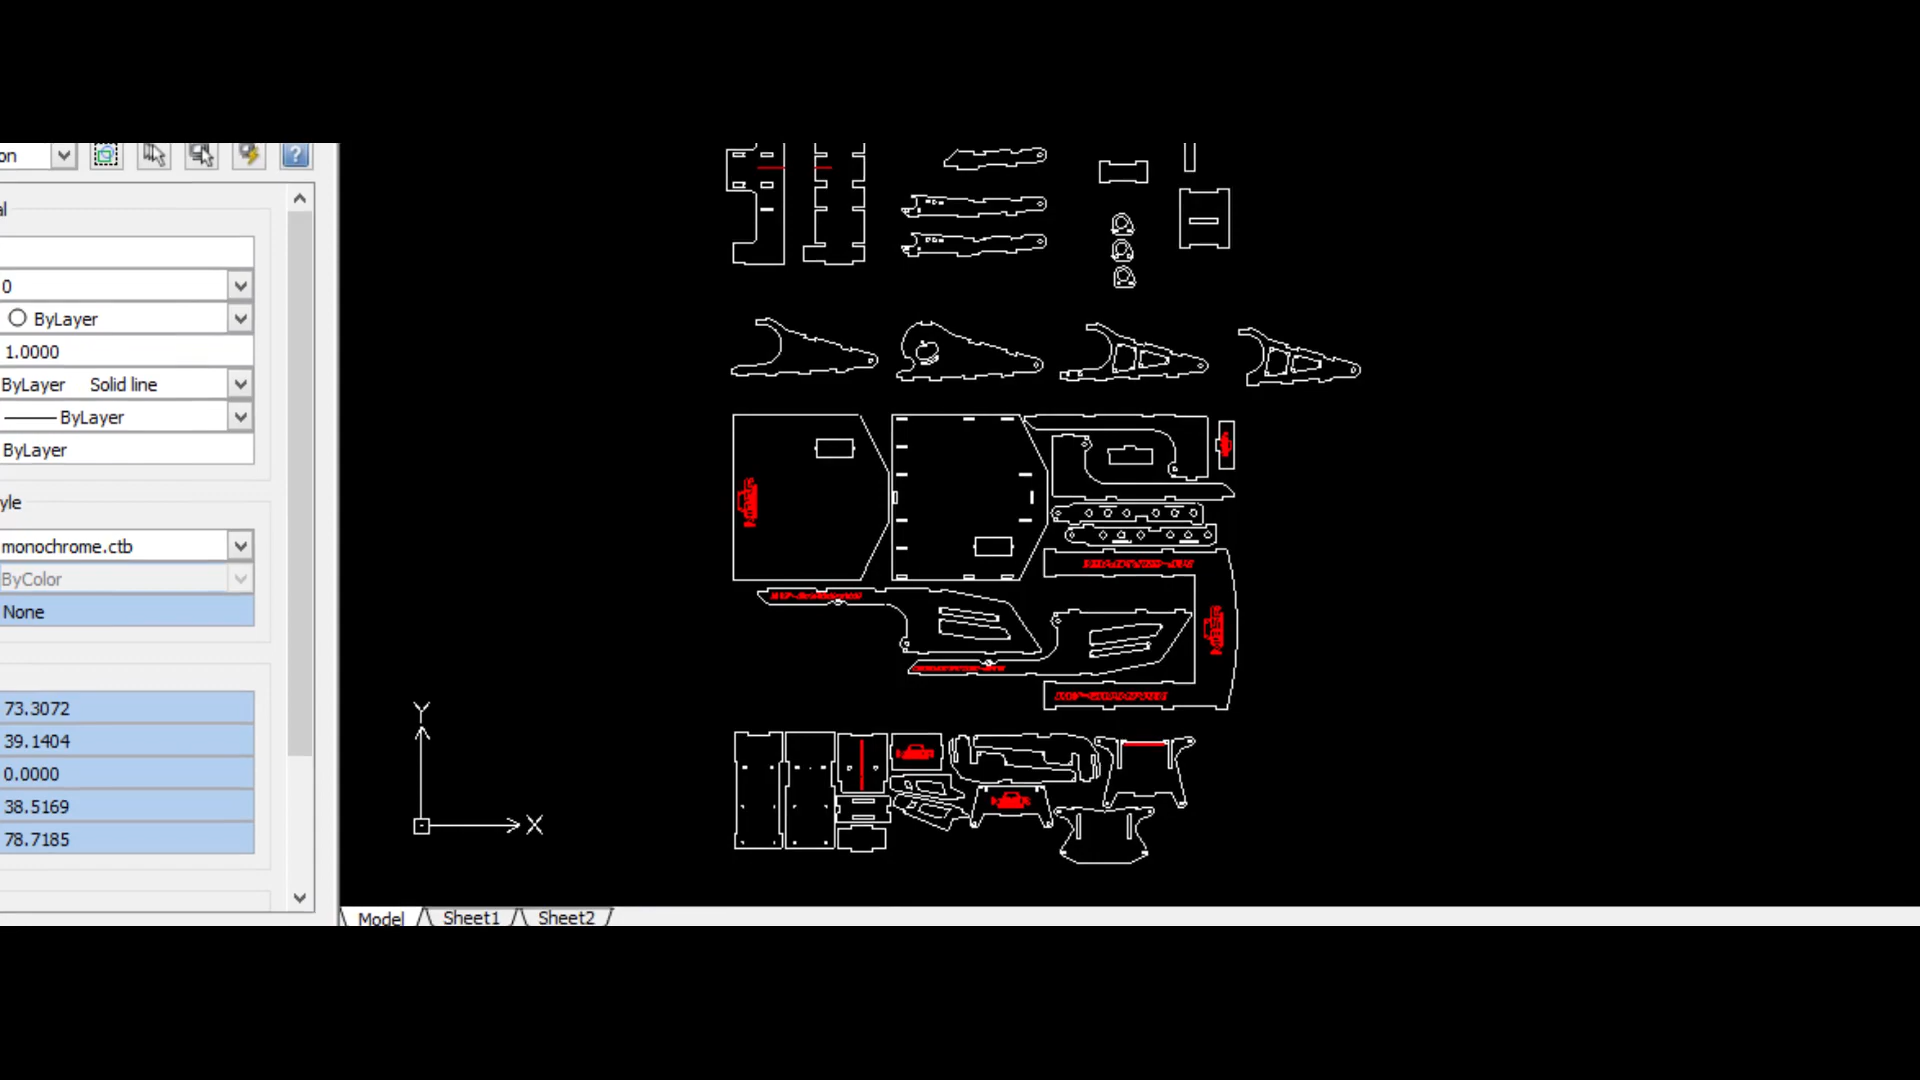 on
?
al
0
ByLayer
1.0000
ByLayer Solid line
ByLayer
ByLayer
yle
monochrome.ctb
ByColor
None
73.3072
39.1404
0.0000
38.5169
78.7185
Y
X
Model
Sheet1
Sheet2